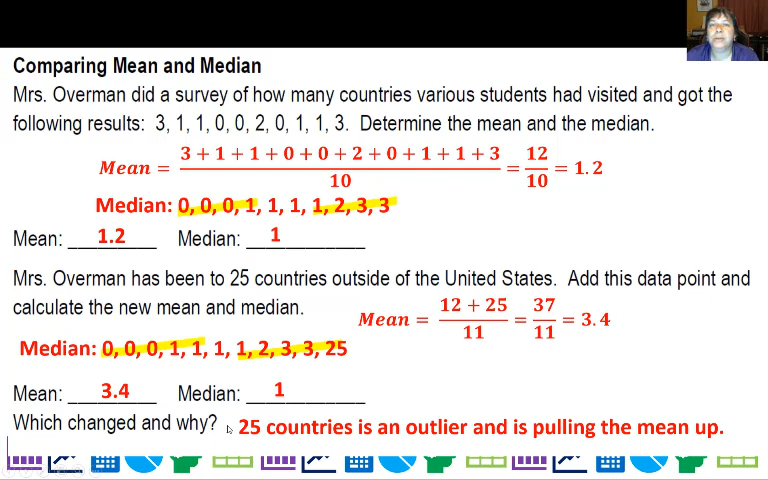 Comparing Mean and Median
Mrs. Overman did a survey of how many countries various students had visited and got the
following results: 3, 1, 1, 0, 0, 2, 0, 1, 1, 3. Determine the mean and the median.
Mean = (3 + 1 + 1 + 0 + 0 + 2 + 0 + 1 + 1 + 3)/10 = 12/10 = 1.2
Median: 0, 0, 0, 1, 1, 1, 1, 2, 3, 3
Mean: 1.2 Median: 1
Mrs. Overman has been to 25 countries outside of the United States. Add this data point and
calculate the new mean and median.
Mean = (12 + 25)/11 = 37/11 = 3.4
Median: 0, 0, 0, 1, 1, 1, 1, 2, 3, 3, 25
Mean: 3.4 Median: 1
Which changed and why? 25 countries is an outlier and is pulling the mean up.